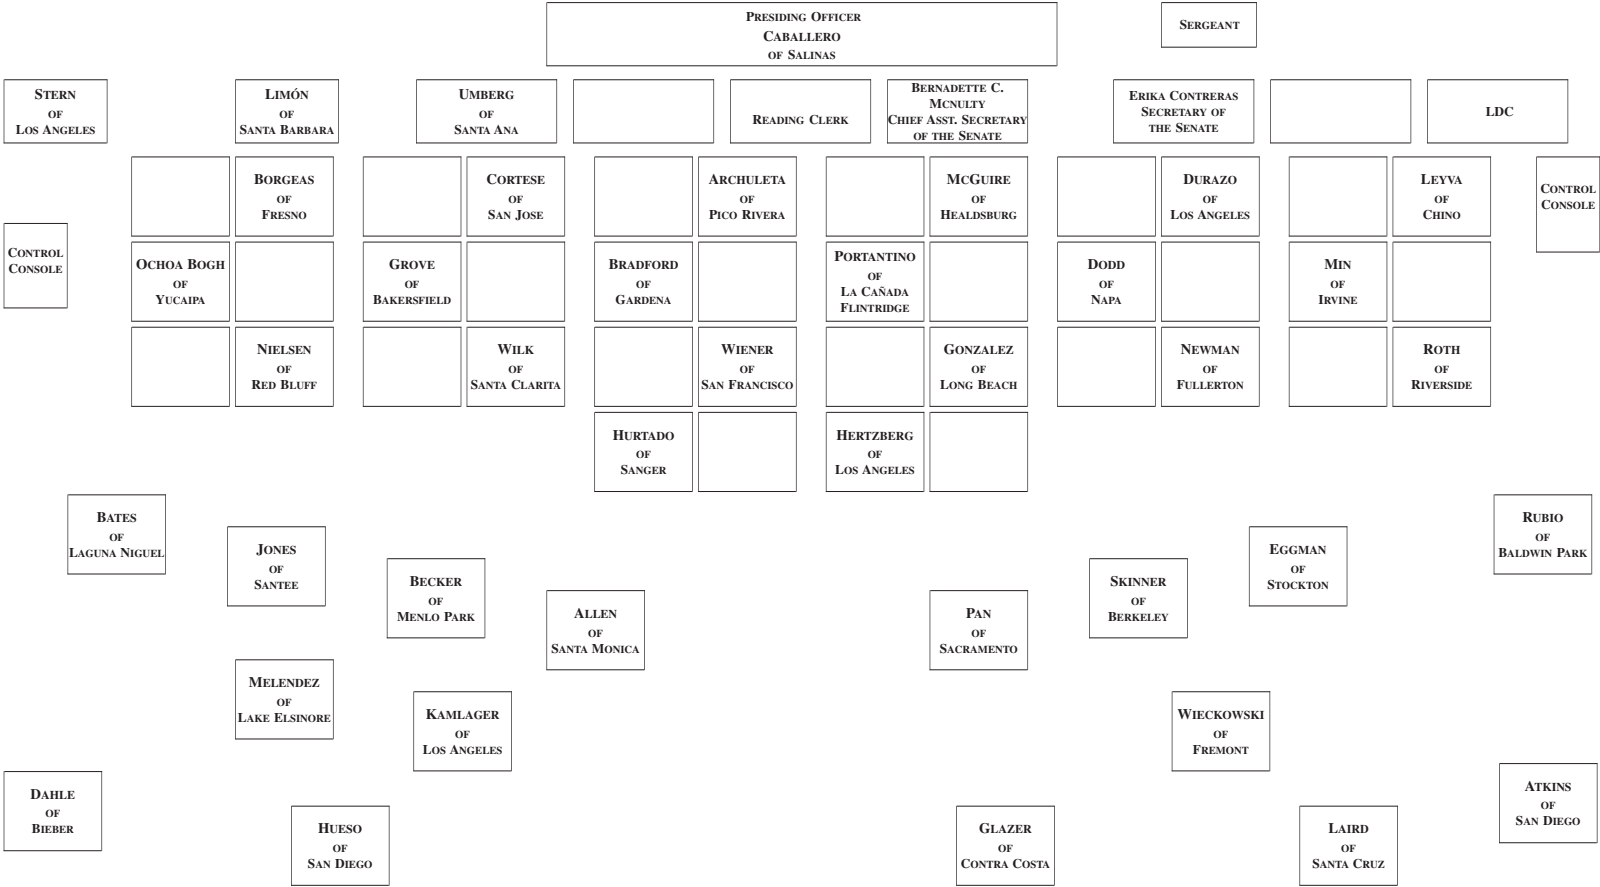 Presiding Officer
Caballero
of Salinas
Sergeant
Stern
of
Los Angeles
Limón
of
Santa Barbara
Umberg
of
Santa Ana
Reading Clerk
Bernadette C.
McNulty
Chief Asst. Secretary
of the Senate
Erika Contreras
Secretary of
the Senate
LDC
Borgeas
of
Fresno
Cortese
of
San Jose
Archuleta
of
Pico Rivera
McGuire
of
Healdsburg
Durazo
of
Los Angeles
Leyva
of
Chino
Control
Console
Control
Console
Ochoa Bogh
of
Yucaipa
Grove
of
Bakersfield
Bradford
of
Gardena
Portantino
of
La Cañada
Flintridge
Dodd
of
Napa
Min
of
Irvine
Nielsen
of
Red Bluff
Wilk
of
Santa Clarita
Wiener
of
San Francisco
Gonzalez
of
Long Beach
Newman
of
Fullerton
Roth
of
Riverside
Hurtado
of
Sanger
Hertzberg
of
Los Angeles
Bates
of
Laguna Niguel
Jones
of
Santee
Becker
of
Menlo Park
Allen
of
Santa Monica
Pan
of
Sacramento
Skinner
of
Berkeley
Eggman
of
Stockton
Rubio
of
Baldwin Park
Melendez
of
Lake Elsinore
Kamlager
of
Los Angeles
Wieckowski
of
Fremont
Dahle
of
Bieber
Hueso
of
San Diego
Glazer
of
Contra Costa
Laird
of
Santa Cruz
Atkins
of
San Diego